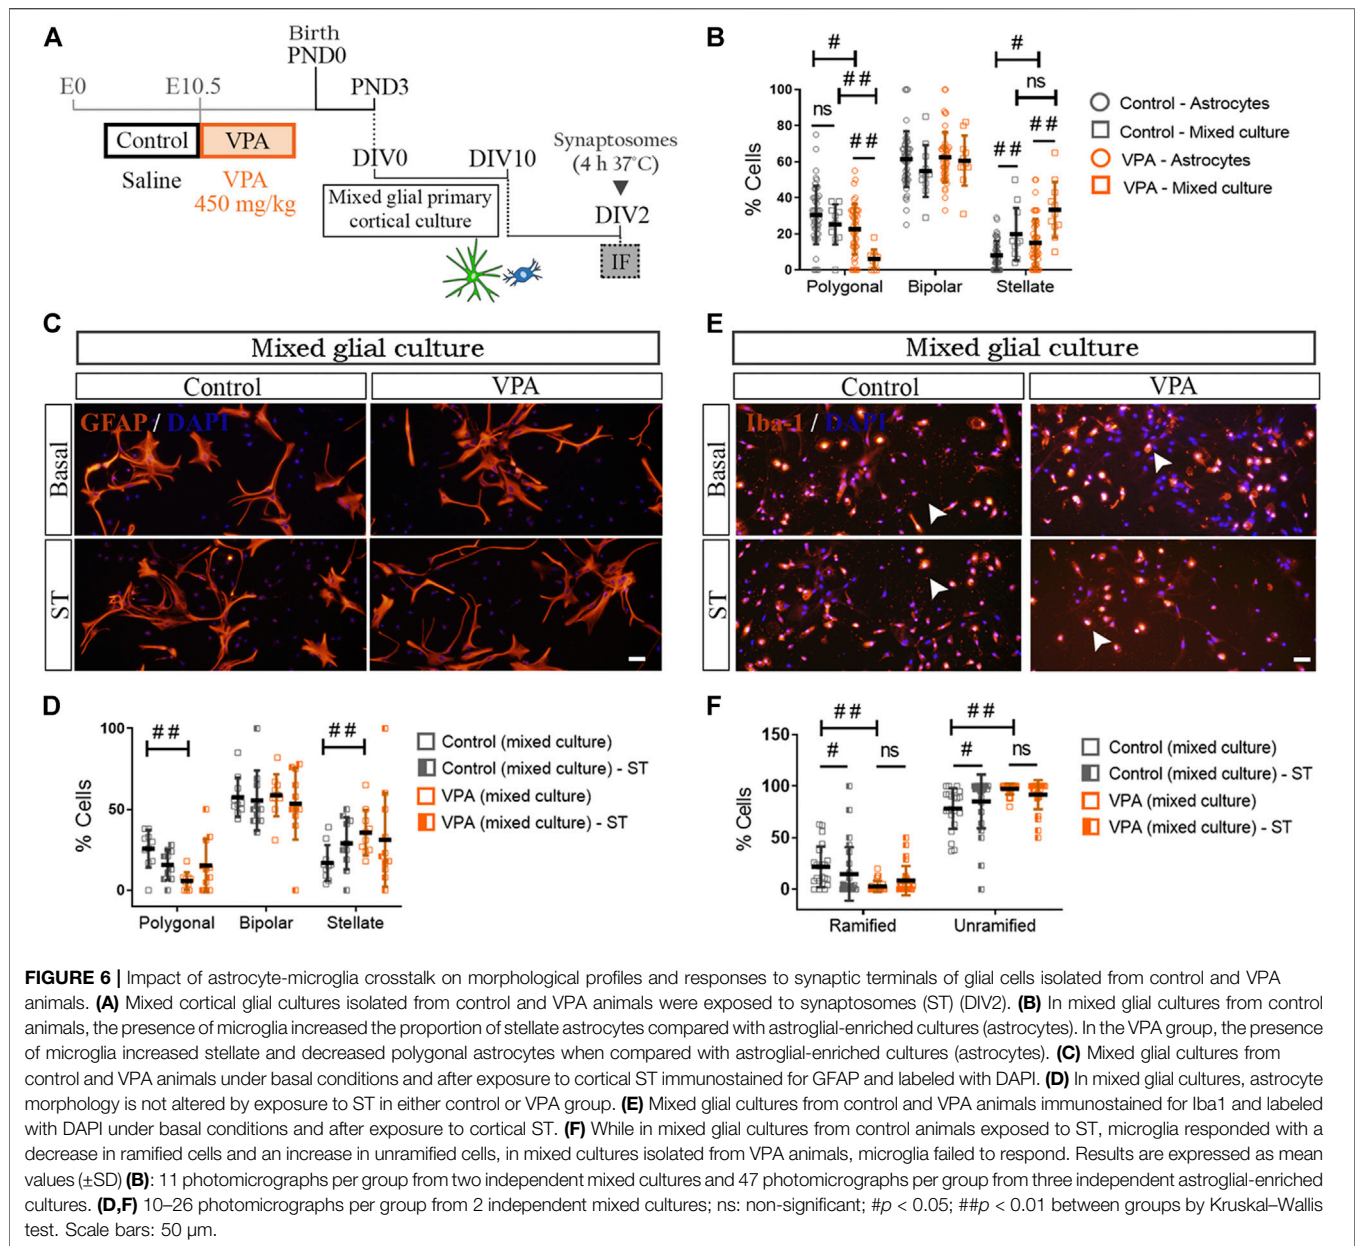 A
Birth
PND0
E0
E10.5
PND3
Control
VPA
Saline
VPA
450 mg/kg
DIV0
DIV10
Mixed glial primary
cortical culture
Synaptosomes
(4 h 37°C)
DIV2
IF
B
% Cells
100
80
60
40
20
0
#
##
ns
##
#
ns
##
##
Polygonal
Bipolar
Stellate
Control - Astrocytes
Control - Mixed culture
VPA - Astrocytes
VPA - Mixed culture
C
Mixed glial culture
Control
VPA
Basal
ST
GFAP / DAPI
E
Mixed glial culture
Control
VPA
Basal
ST
Iba-1 / DAPI
D
% Cells
100
50
0
##
##
Polygonal
Bipolar
Stellate
Control (mixed culture)
Control (mixed culture) - ST
VPA (mixed culture)
VPA (mixed culture) - ST
F
% Cells
150
100
50
0
##
#
ns
##
#
ns
Ramified
Unramified
Control (mixed culture)
Control (mixed culture) - ST
VPA (mixed culture)
VPA (mixed culture) - ST
FIGURE 6 | Impact of astrocyte-microglia crosstalk on morphological profiles and responses to synaptic terminals of glial cells isolated from control and VPA
animals. (A) Mixed cortical glial cultures isolated from control and VPA animals were exposed to synaptosomes (ST) (DIV2). (B) In mixed glial cultures from control
animals, the presence of microglia increased the proportion of stellate astrocytes compared with astroglial-enriched cultures (astrocytes). In the VPA group, the presence
of microglia increased stellate and decreased polygonal astrocytes when compared with astroglial-enriched cultures (astrocytes). (C) Mixed glial cultures from
control and VPA animals under basal conditions and after exposure to cortical ST immunostained for GFAP and labeled with DAPI. (D) In mixed glial cultures, astrocyte
morphology is not altered by exposure to ST in either control or VPA group. (E) Mixed glial cultures from control and VPA animals immunostained for Iba1 and labeled
with DAPI under basal conditions and after exposure to cortical ST. (F) While in mixed glial cultures from control animals exposed to ST, microglia responded with a
decrease in ramified cells and an increase in unramified cells, in mixed cultures isolated from VPA animals, microglia failed to respond. Results are expressed as mean
values (±SD) (B): 11 photomicrographs per group from two independent mixed cultures and 47 photomicrographs per group from three independent astroglial-enriched
cultures. (D,F) 10–26 photomicrographs per group from 2 independent mixed cultures; ns: non-significant; #p < 0.05; ##p < 0.01 between groups by Kruskal–Wallis
test. Scale bars: 50 µm.